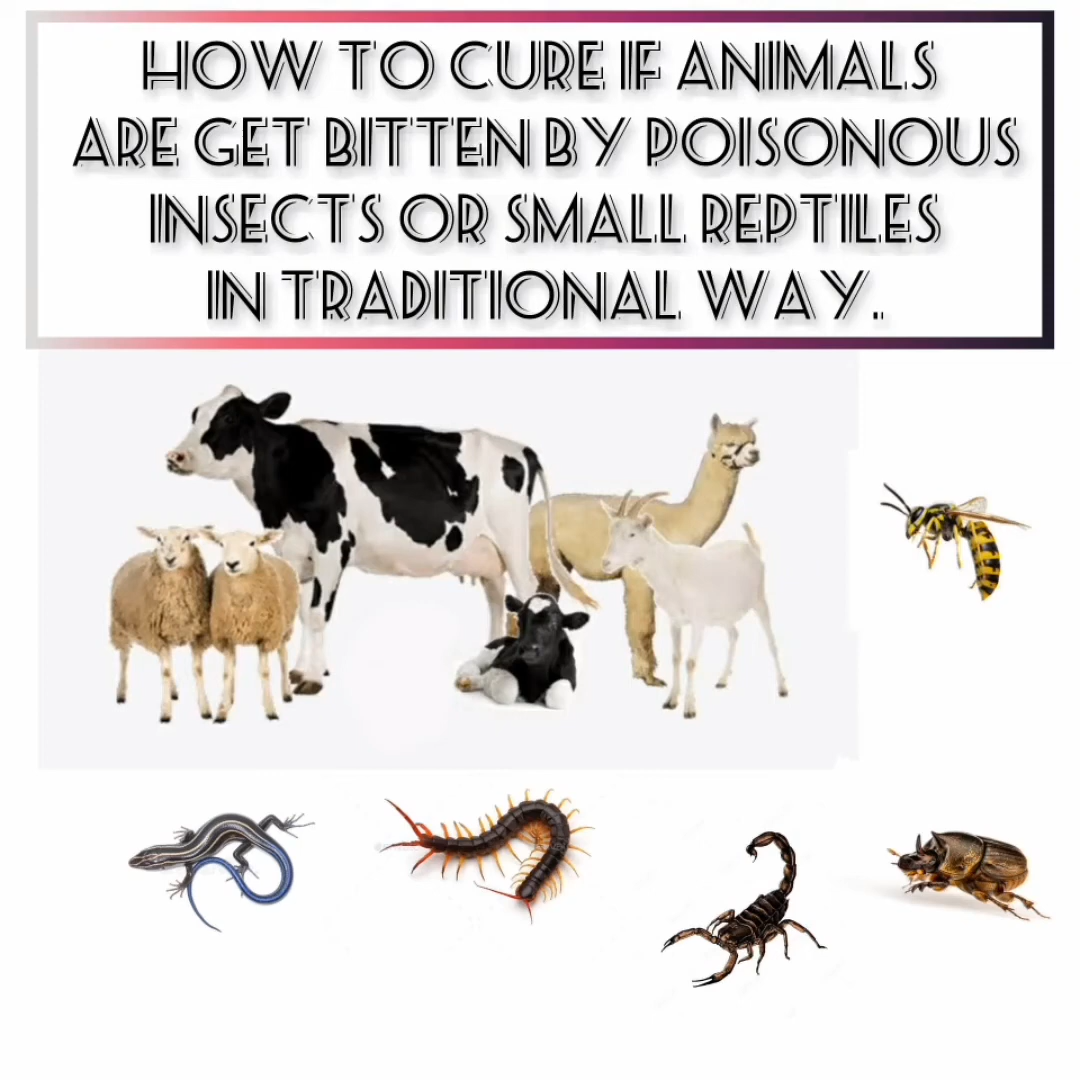 HOW TO CURE IF ANIMALS
ARE GET BITTEN BY POISONOUS
INSECTS OR SMALL REPTILES
IN TRADITIONAL WAY..